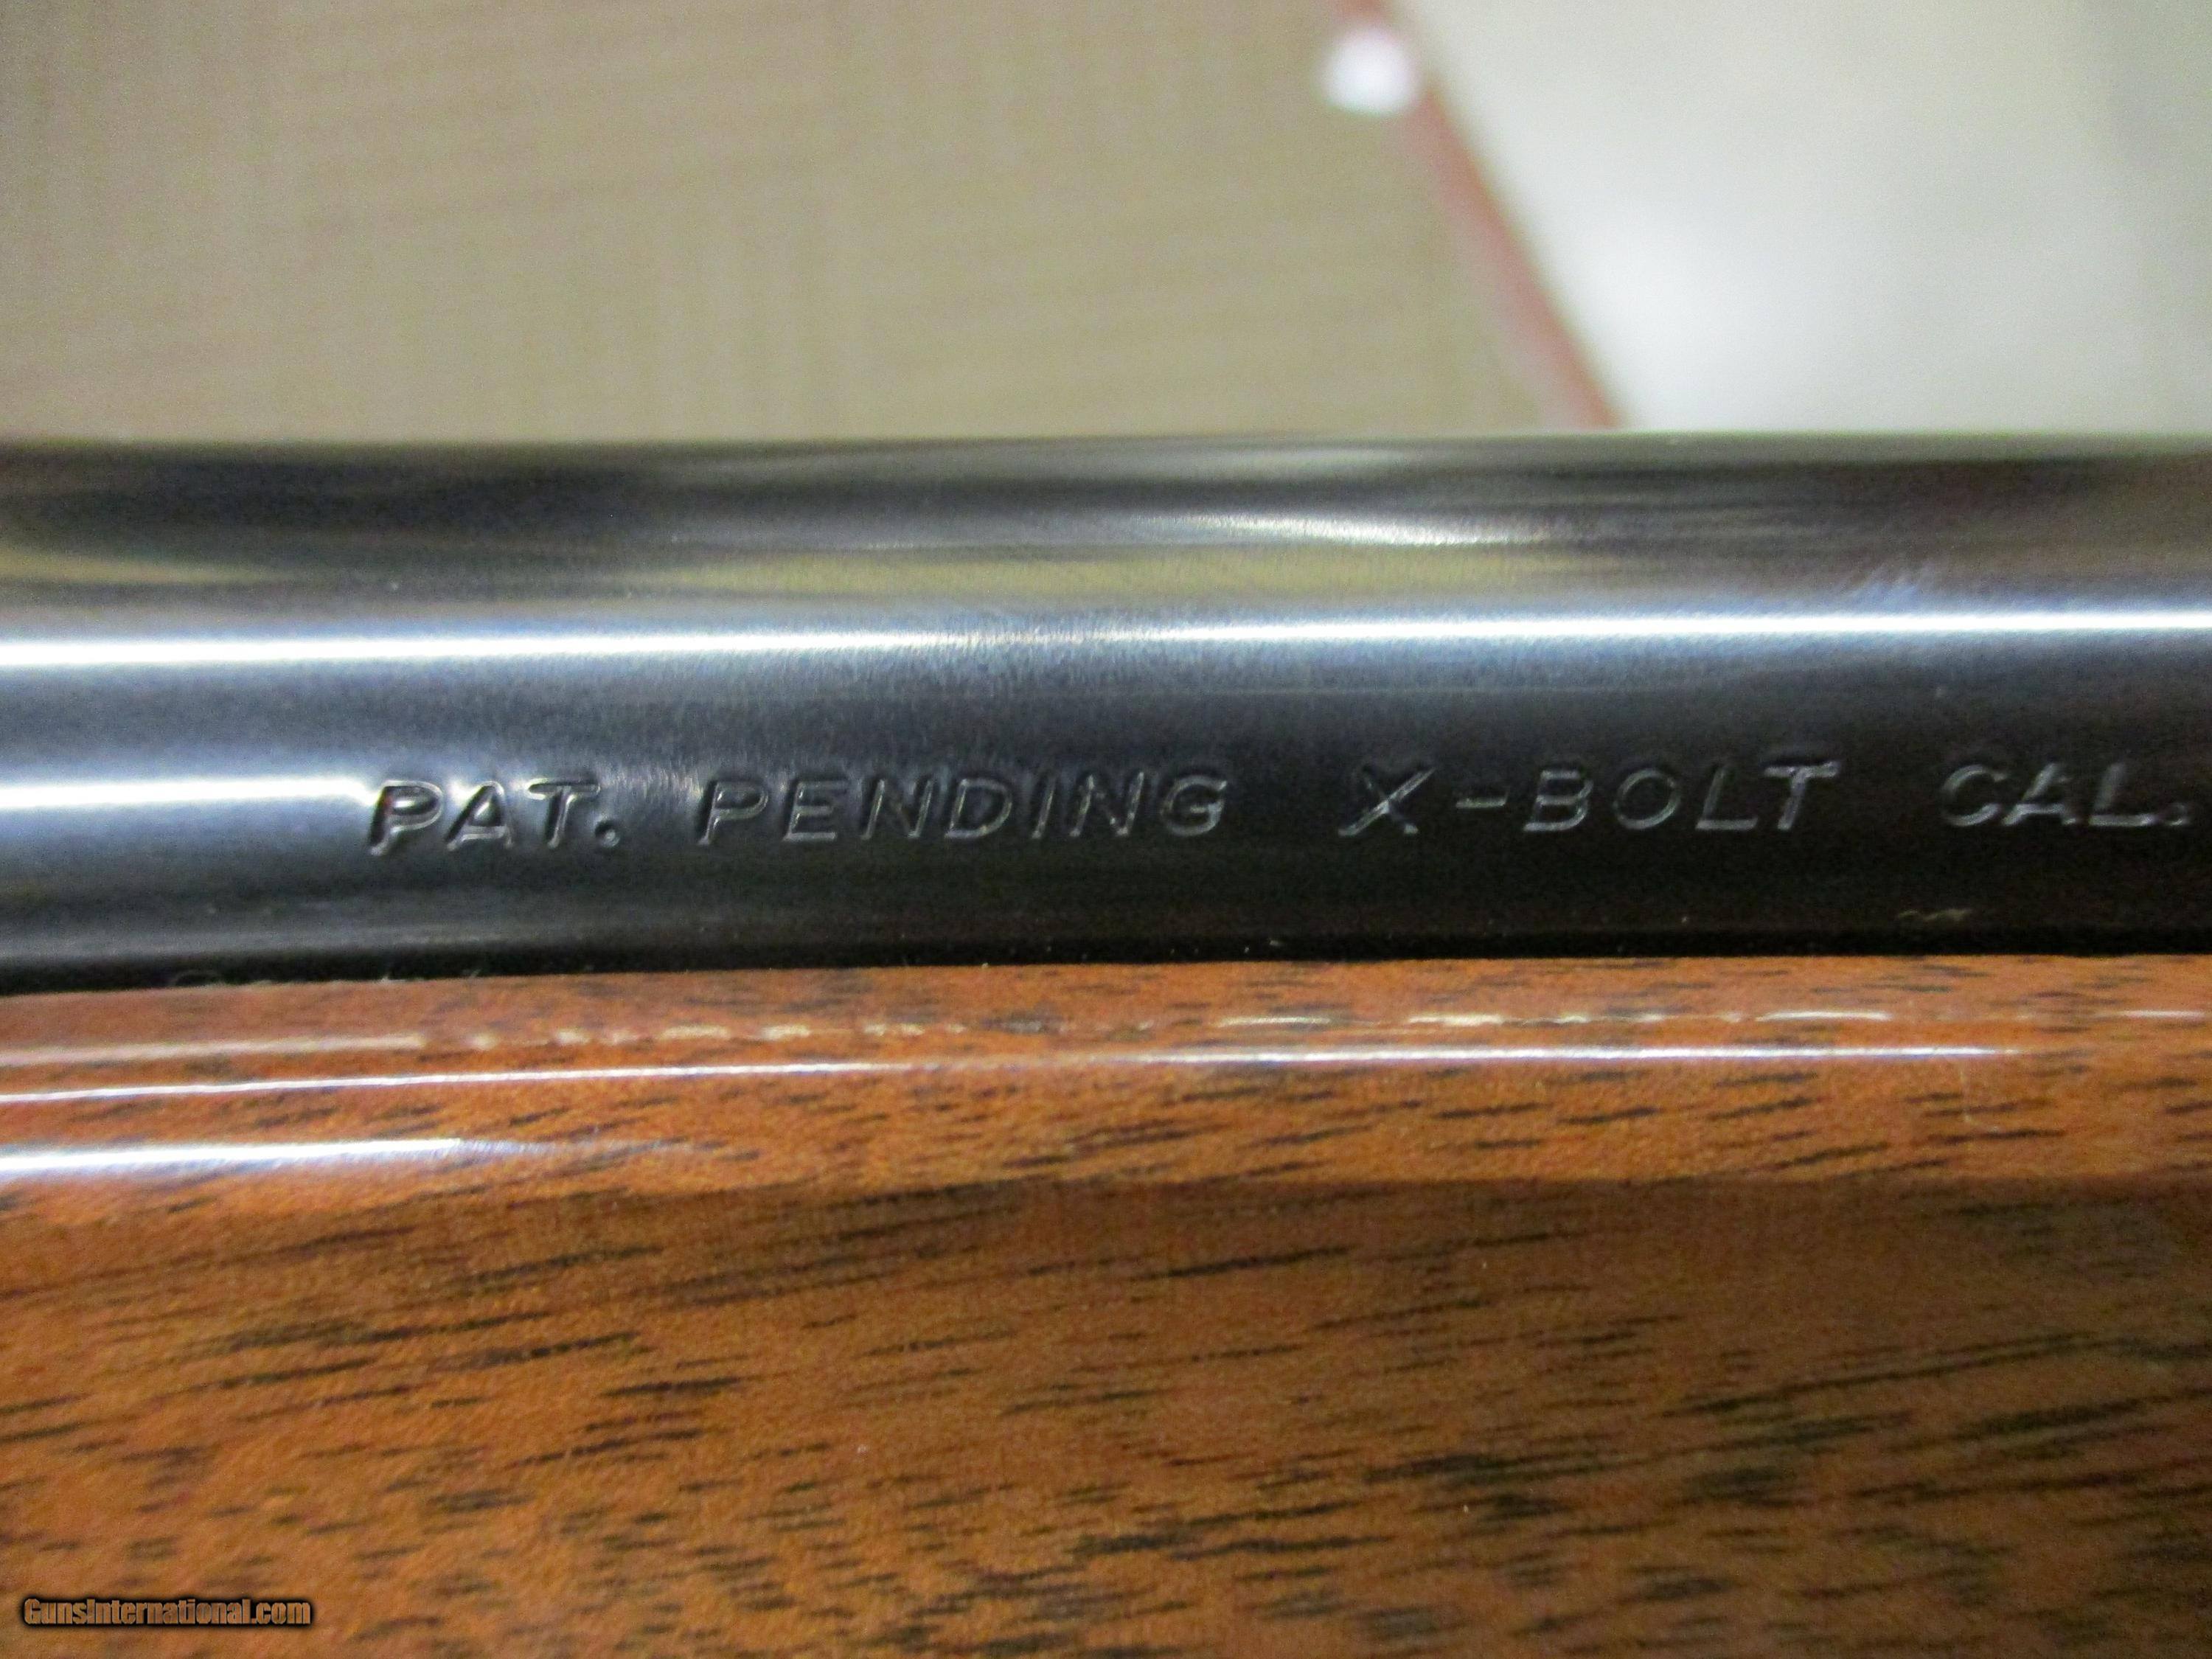 PAT. PENDING X-BOLT CAL.
GunsInternational.com